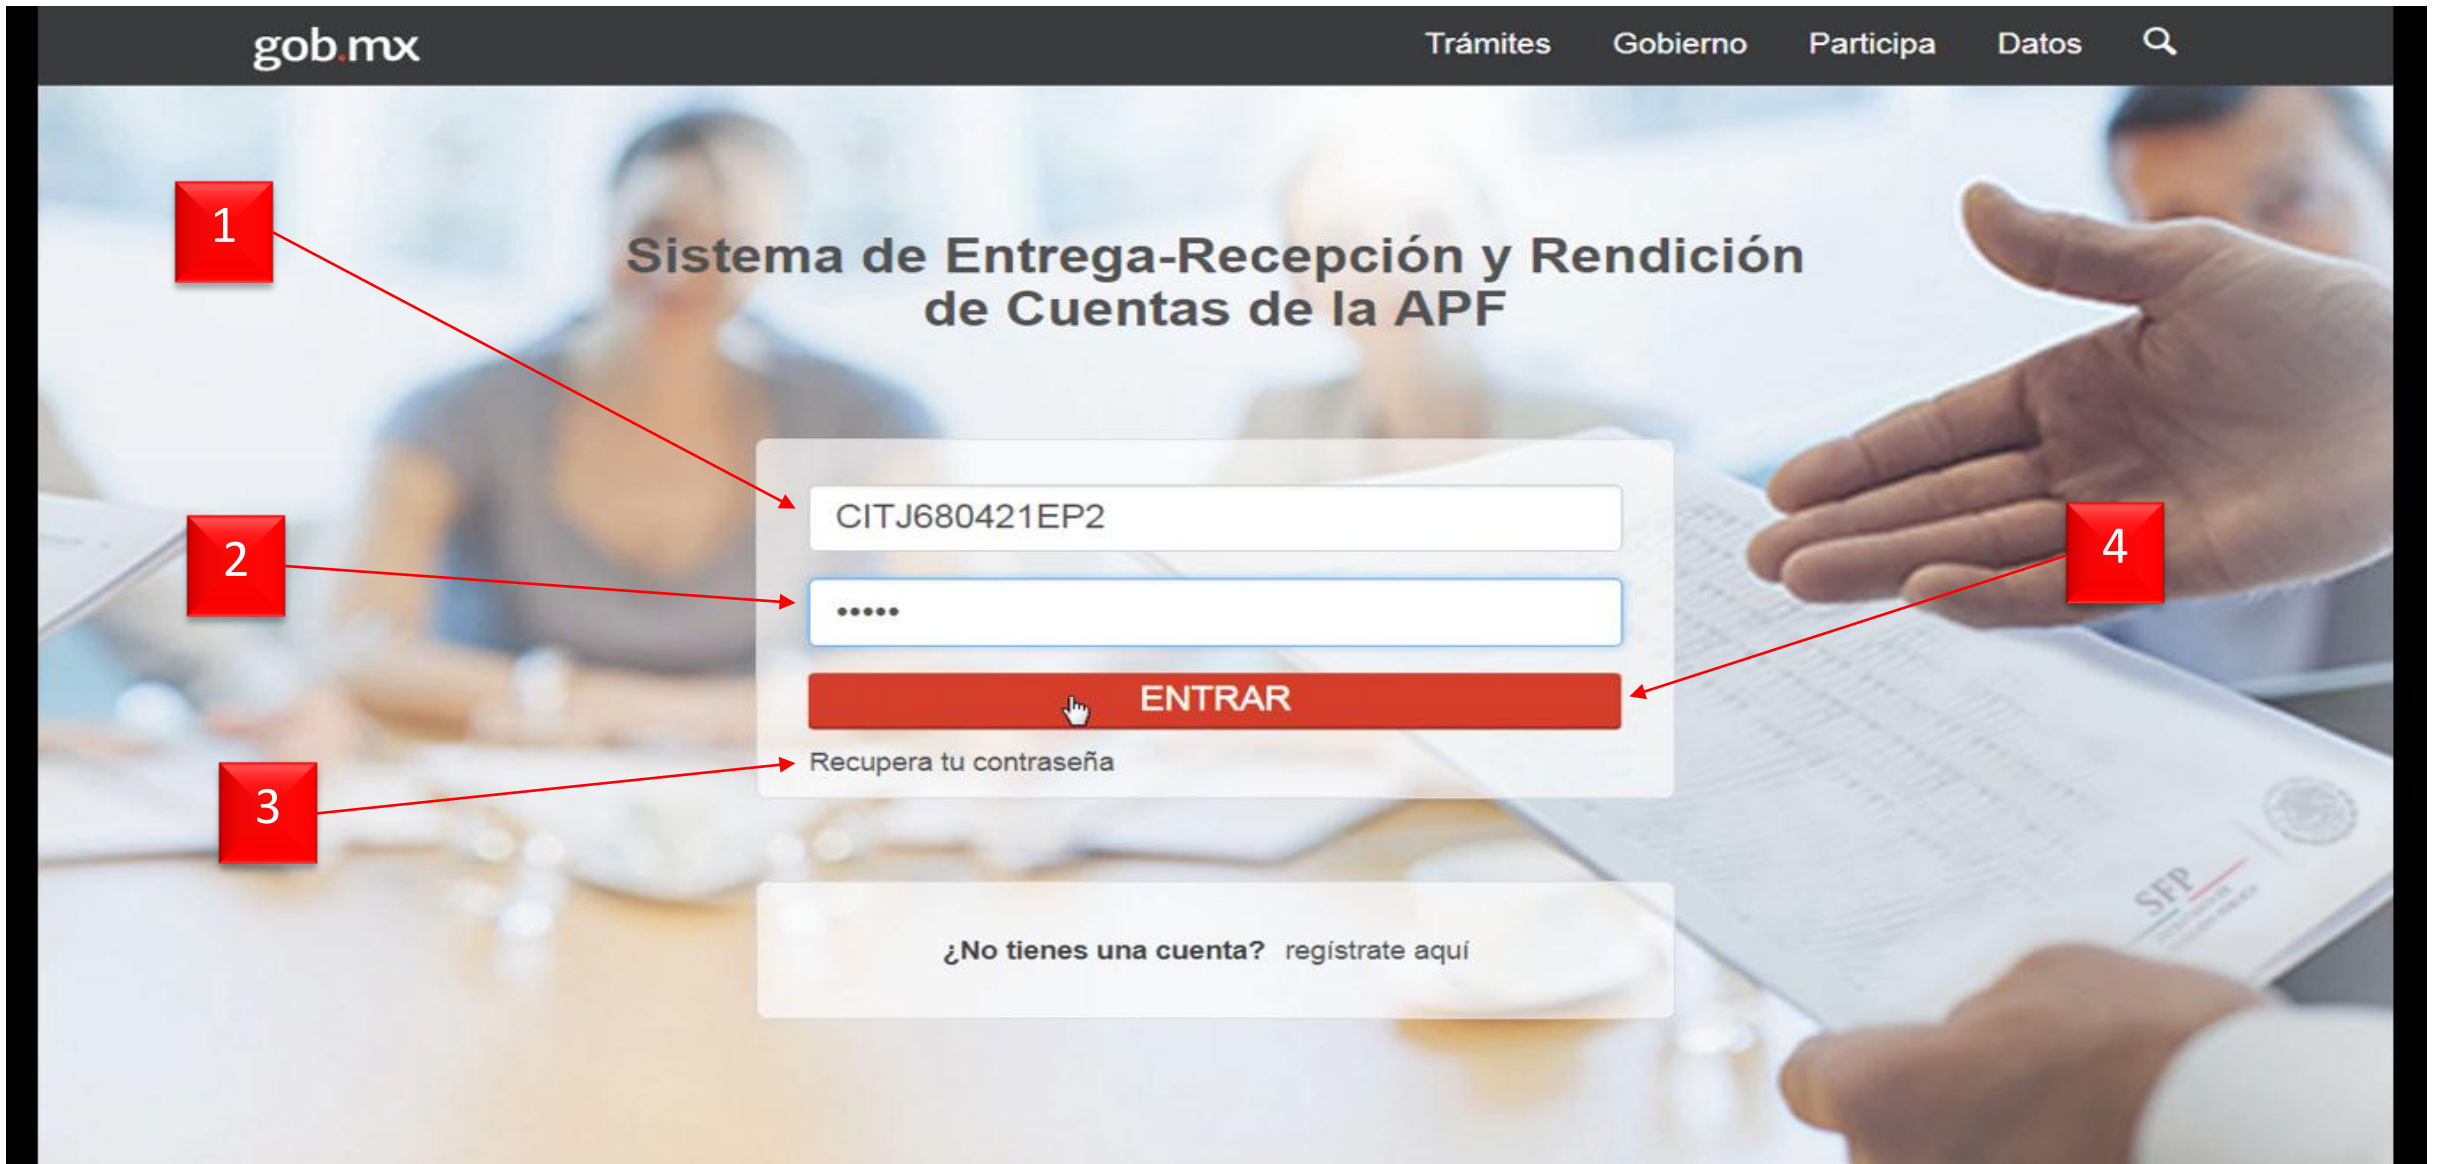 gob.mx
Trámites Gobierno Participa Datos
1
Sistema de Entrega-Recepción y Rendición
de Cuentas de la APF
CITJ680421EP2
2
•••••
4
ENTRAR
Recupera tu contraseña
3
SFP
¿No tienes una cuenta? regístrate aquí